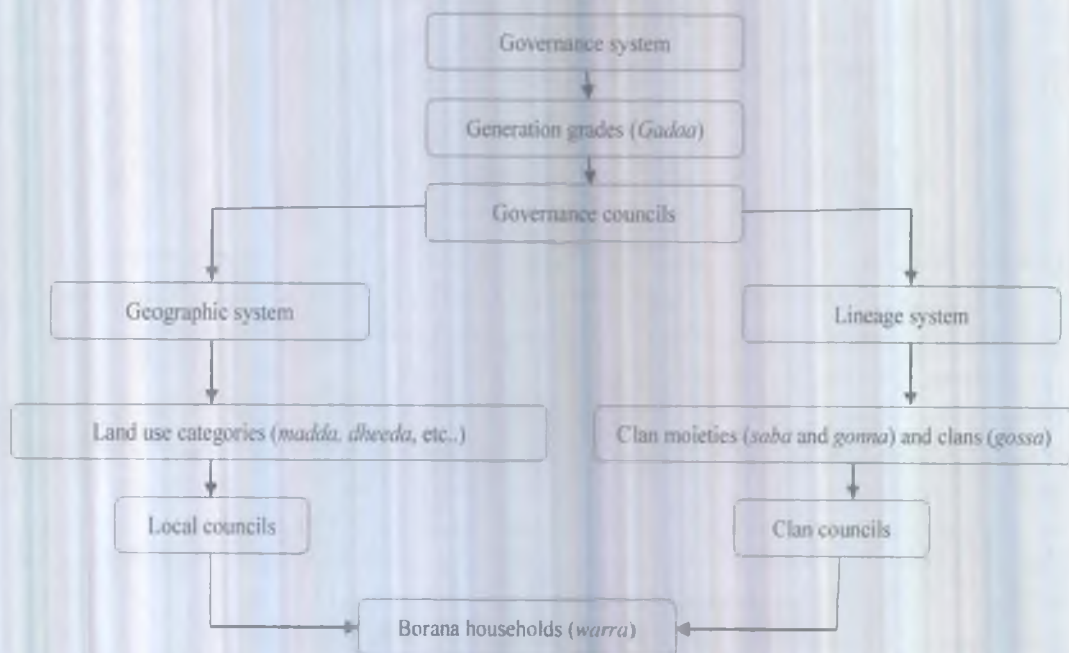 Governance system
Generation grades (Gadaa)
Governance councils
Geographic system
Lineage system
Land use categories (madda, dheeda, etc..)
Clan moieties (saba and gonna) and clans (gossa)
Local councils
Clan councils
Borana households (warra)